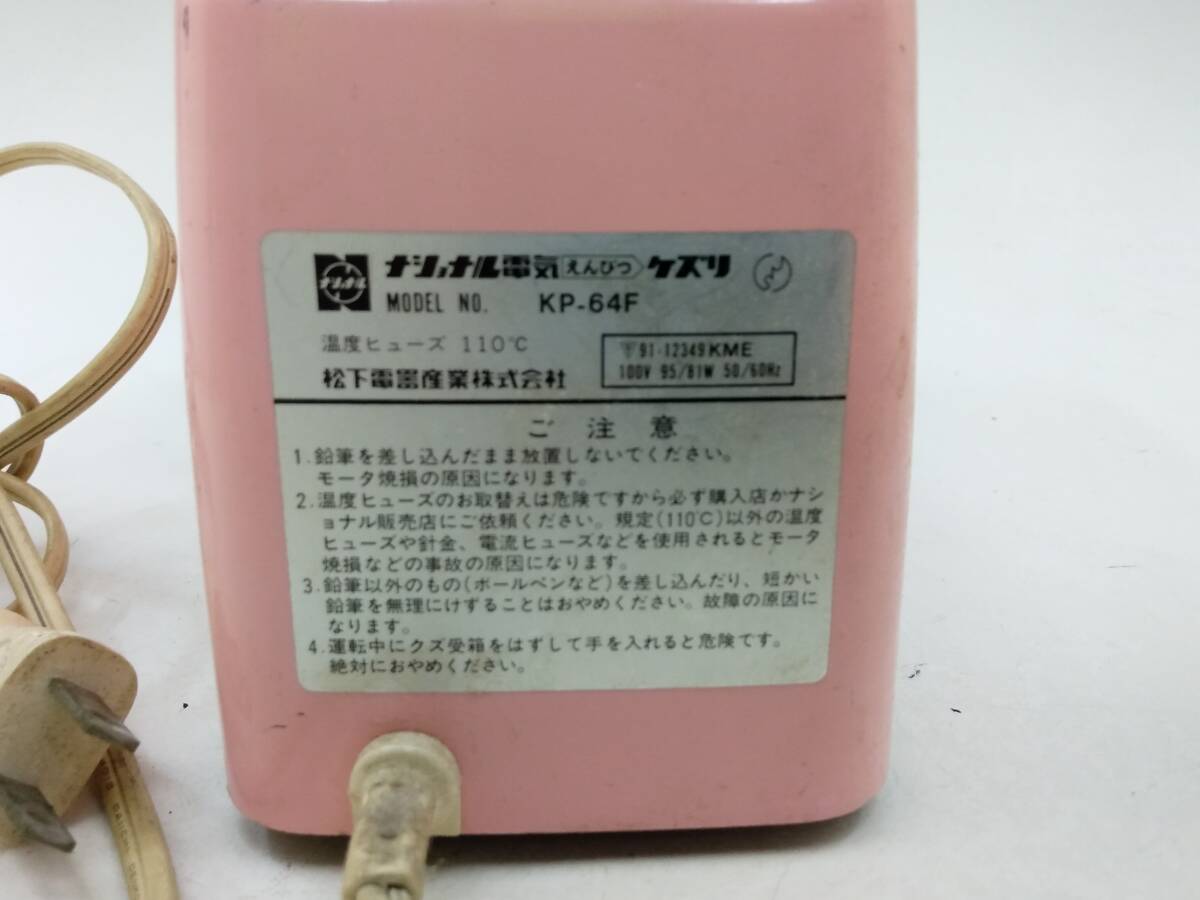 ナショナル
ナショナル電気えんぴつケズリ
MODEL NO. KP-64F
温度ヒューズ 110℃
〒91-12349 KME
100V 95/81W 50/60Hz
松下電器産業株式会社
ご注意
1. 鉛筆を差し込んだまま放置しないでください。
モータ焼損の原因になります。
2. 温度ヒューズのお取替えは危険ですから必ず購入店かナシ
ョナル販売店にご依頼ください。規定(110℃)以外の温度
ヒューズや針金、電流ヒューズなどを使用されるとモータ
焼損などの事故の原因になります。
3. 鉛筆以外のもの(ボールペンなど)を差し込んだり、短かい
鉛筆を無理にけずることはおやめください。故障の原因に
なります。
4. 運転中にクズ受箱をはずして手を入れると危険です。
絶対におやめください。